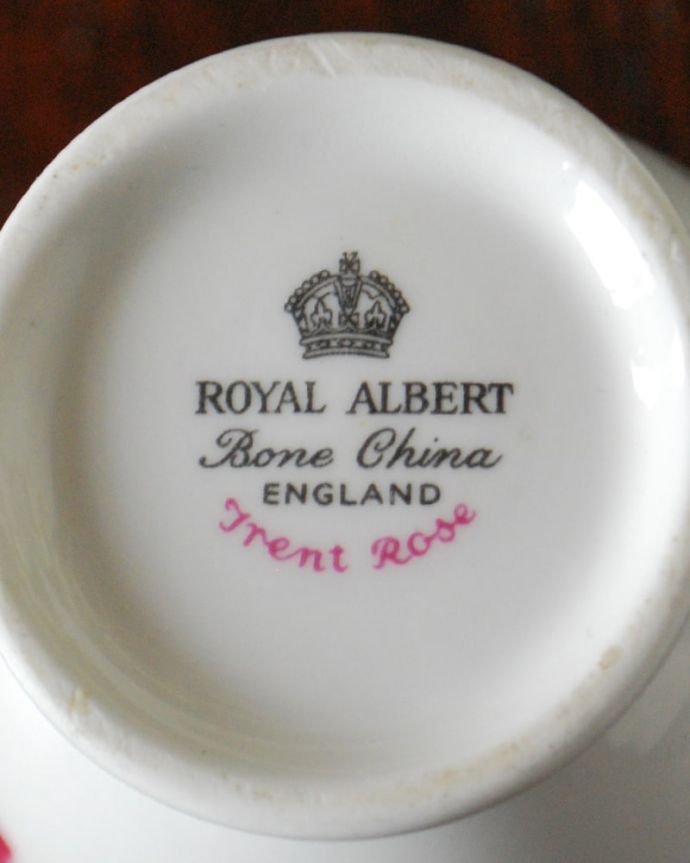 ROYAL ALBERT
Bone China
ENGLAND
Trent Rose